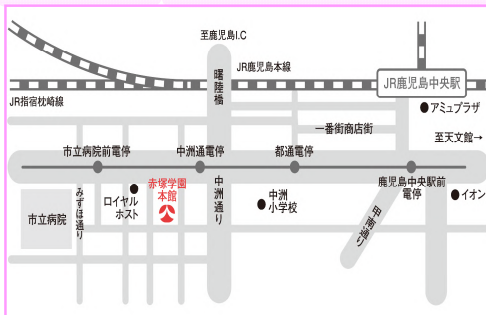 至鹿児島I.C
JR鹿児島本線
曙陸橋
JR鹿児島中央駅
JR指宿枕崎線
アミュプラザ
一番街商店街
至天文館→
市立病院前電停
中洲通電停
都通電停
赤塚学園
本館
みずほ通り
ロイヤル
ホスト
中洲通り
中洲
小学校
鹿児島中央駅前
電停
イオン
市立病院
甲南通り